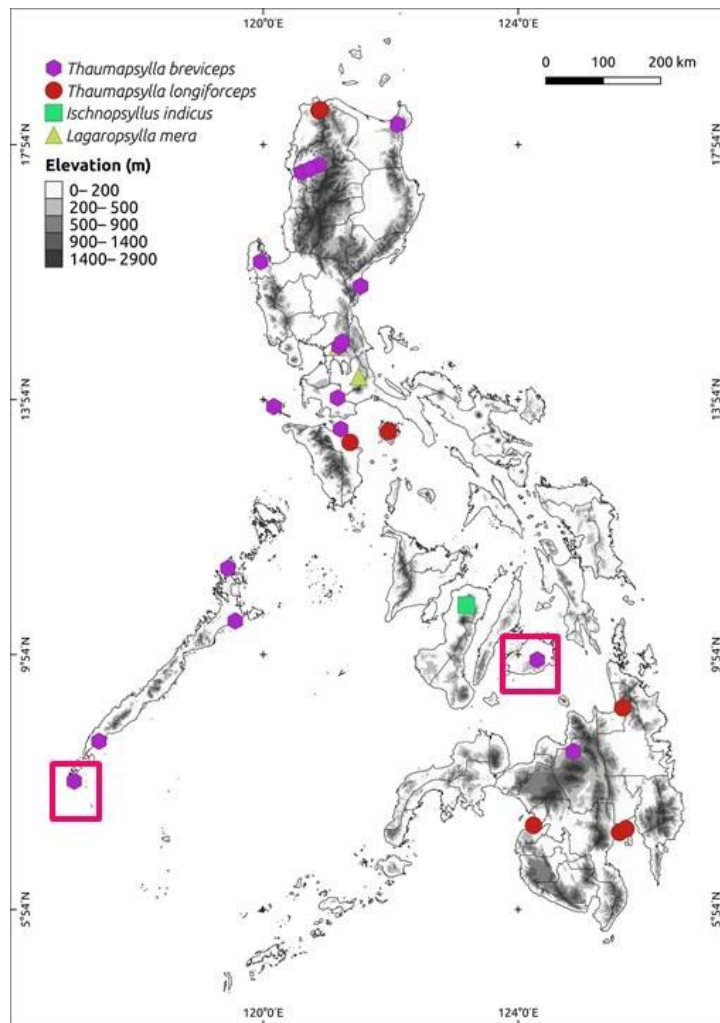 120°0'E 124°0'E
Thaumapsylla breviceps
Thaumapsylla longiforceps
Ischnopsyllus indicus
Lagaropsylla mera
0 100 200 km
Elevation (m)
0– 200
200– 500
500– 900
900– 1400
1400– 2900
17°54'N 17°54'N
13°54'N 13°54'N
9°54'N 9°54'N
5°54'N 5°54'N
120°0'E 124°0'E